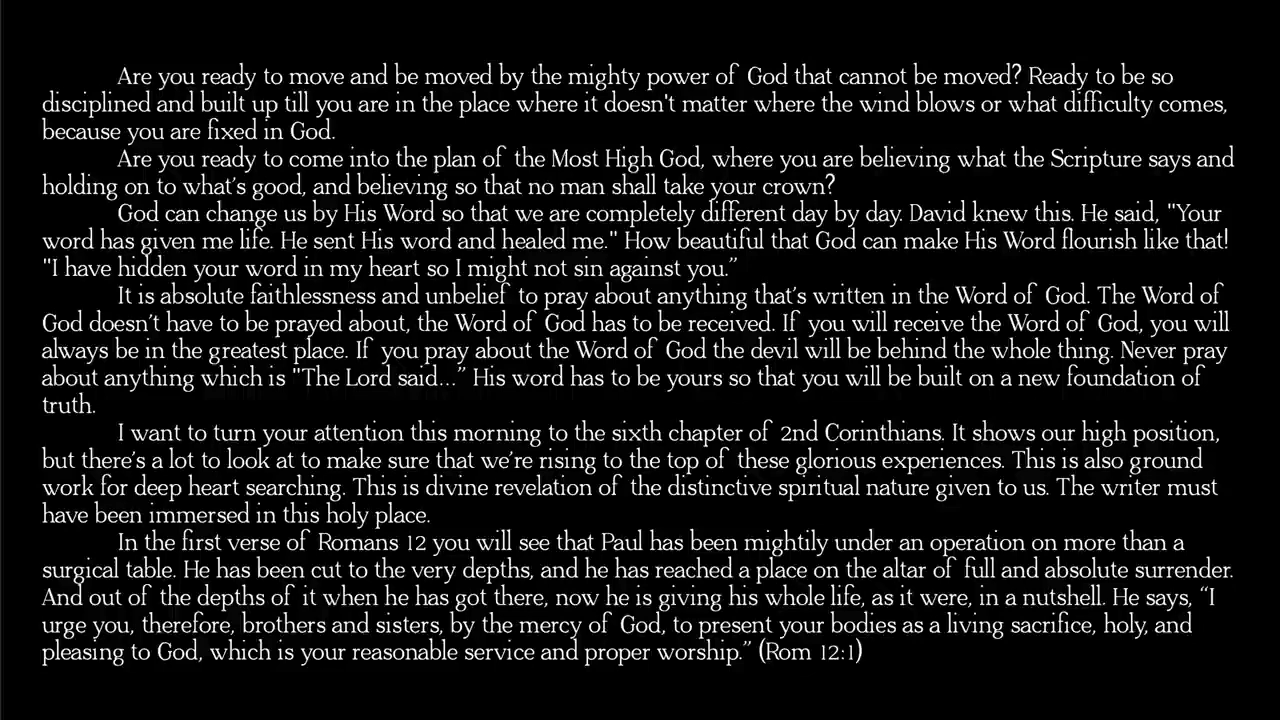 Are you ready to move and be moved by the mighty power of God that cannot be moved? Ready to be so
disciplined and built up till you are in the place where it doesn't matter where the wind blows or what difficulty comes,
because you are fixed in God.
Are you ready to come into the plan of the Most High God, where you are believing what the Scripture says and
holding on to what's good, and believing so that no man shall take your crown?
God can change us by His Word so that we are completely different day by day. David knew this. He said, "Your
word has given me life. He sent His word and healed me." How beautiful that God can make His Word flourish like that!
"I have hidden your word in my heart so I might not sin against you.”
It is absolute faithlessness and unbelief to pray about anything that’s written in the Word of God. The Word of
God doesn’t have to be prayed about, the Word of God has to be received. If you will receive the Word of God, you will
always be in the greatest place. If you pray about the Word of God the devil will be behind the whole thing. Never pray
about anything which is "The Lord said...” His word has to be yours so that you will be built on a new foundation of
truth.
I want to turn your attention this morning to the sixth chapter of 2nd Corinthians. It shows our high position,
but there’s a lot to look at to make sure that we’re rising to the top of these glorious experiences. This is also ground
work for deep heart searching. This is divine revelation of the distinctive spiritual nature given to us. The writer must
have been immersed in this holy place.
In the first verse of Romans 12 you will see that Paul has been mightily under an operation on more than a
surgical table. He has been cut to the very depths, and he has reached a place on the altar of full and absolute surrender.
And out of the depths of it when he has got there, now he is giving his whole life, as it were, in a nutshell. He says, “I
urge you, therefore, brothers and sisters, by the mercy of God, to present your bodies as a living sacrifice, holy, and
pleasing to God, which is your reasonable service and proper worship.” (Rom 12:1)